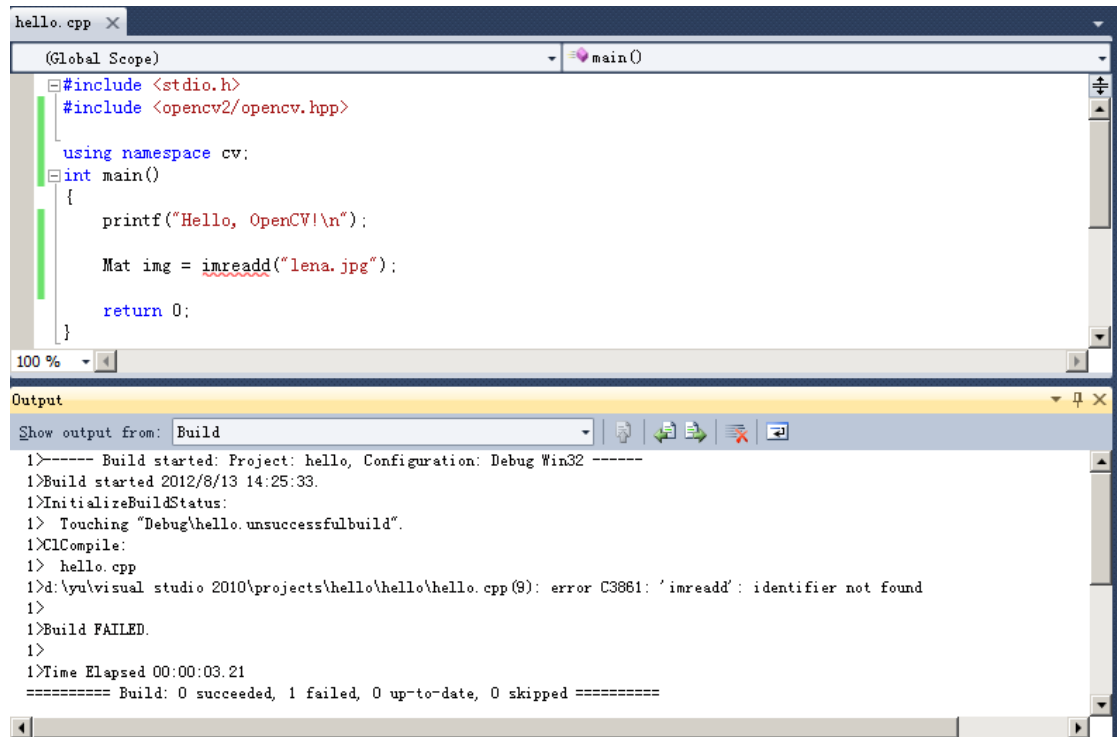 hello.cpp
(Global Scope)
main()
#include <stdio.h>
#include <opencv2/opencv.hpp>
using namespace cv;
int main()
{
printf("Hello, OpenCV!\n");
Mat img = imreadd("lena.jpg");
return 0;
}
100 %
Output
Show output from: Build
1>------ Build started: Project: hello, Configuration: Debug Win32 ------
1>Build started 2012/8/13 14:25:33.
1>InitializeBuildStatus:
1>  Touching "Debug\hello.unsuccessfulbuild".
1>ClCompile:
1>  hello.cpp
1>d:\yu\visual studio 2010\projects\hello\hello\hello.cpp(9): error C3861: 'imreadd': identifier not found
1>
1>Build FAILED.
1>
1>Time Elapsed 00:00:03.21
========== Build: 0 succeeded, 1 failed, 0 up-to-date, 0 skipped ==========